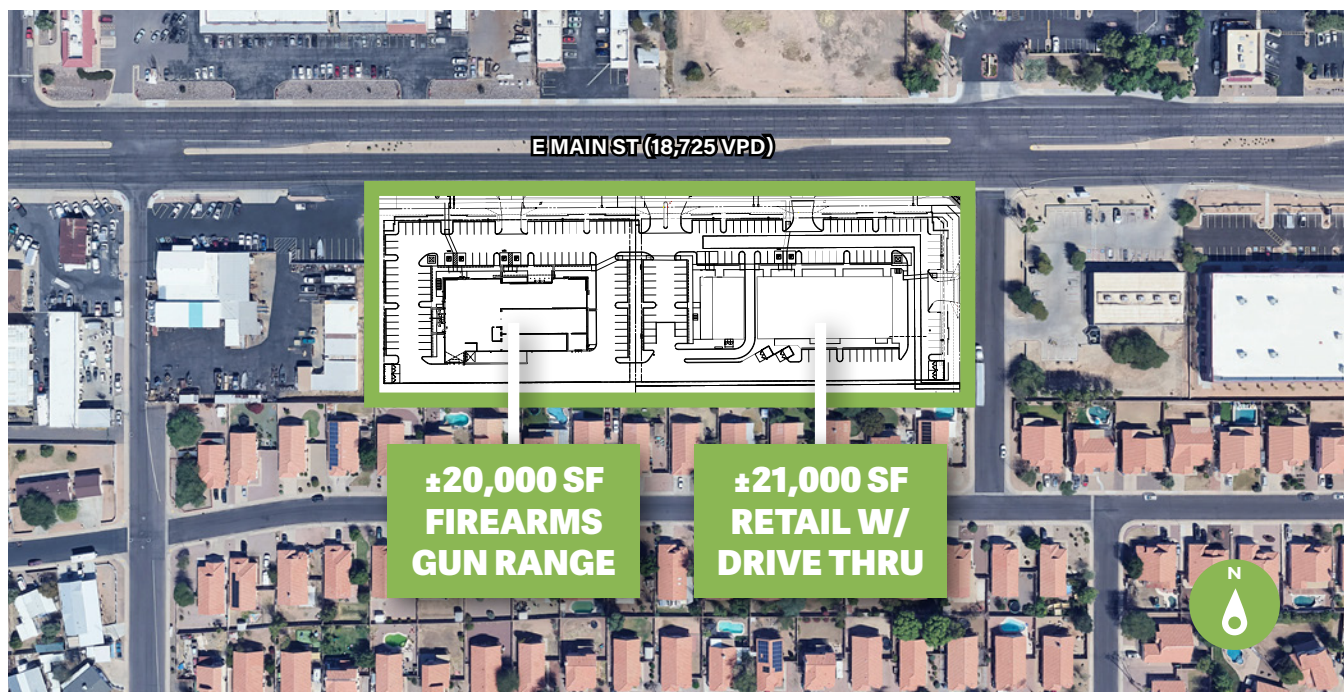 E MAIN ST (18,725 VPD)
±20,000 SF
FIREARMS
GUN RANGE
±21,000 SF
RETAIL W/
DRIVE THRU
N